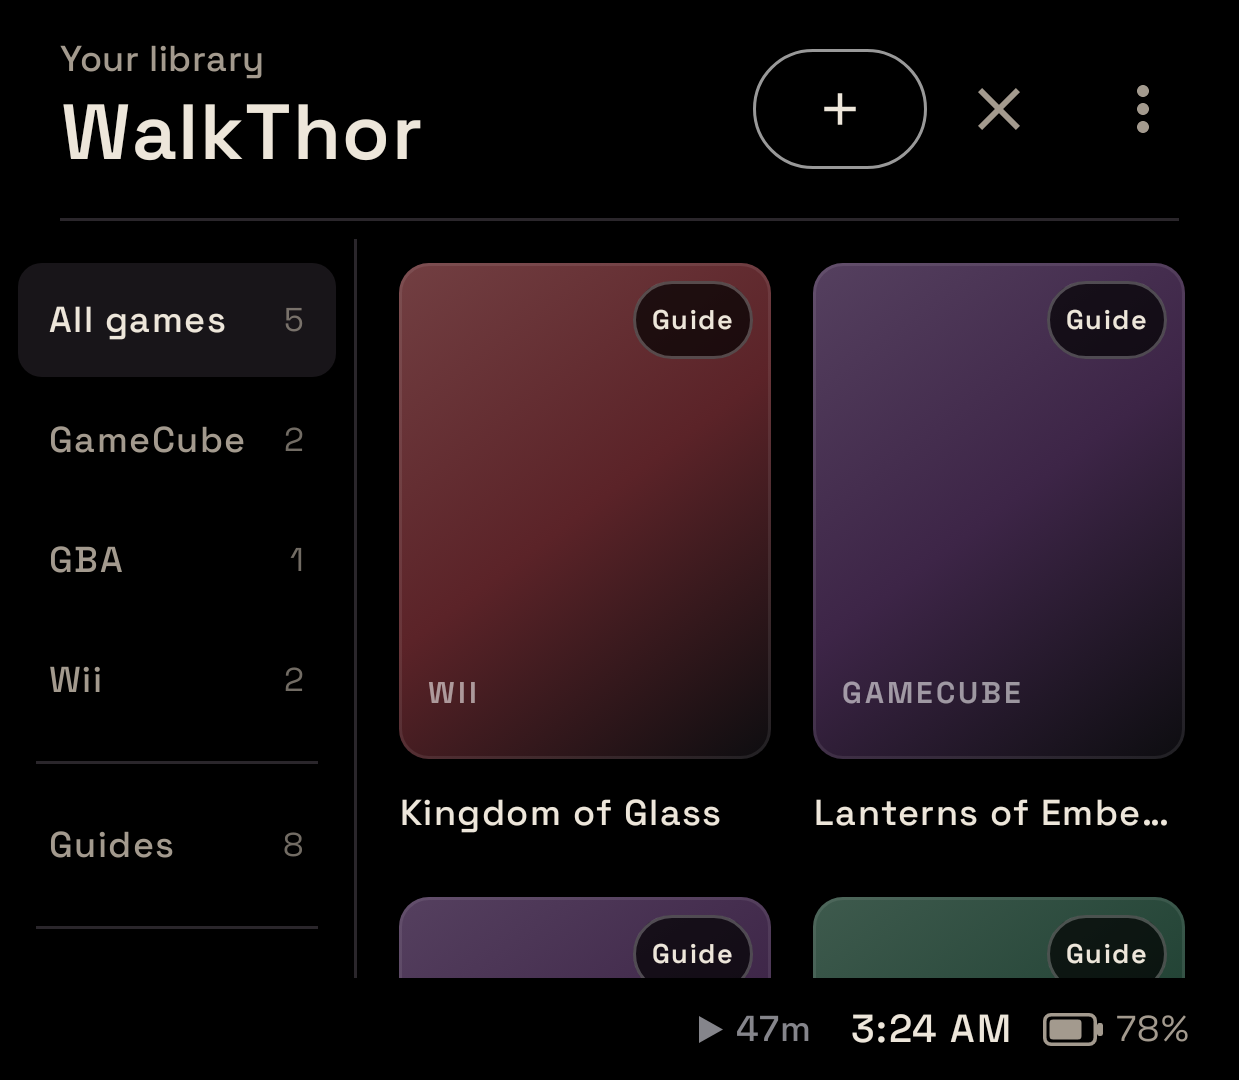 Your library
WalkThor
+
All games 5
GameCube 2
GBA 1
Wii 2
Guides 8
Guide
WII
Kingdom of Glass
Guide
GAMECUBE
Lanterns of Embe…
Guide
Guide
47m 3:24 AM 78%